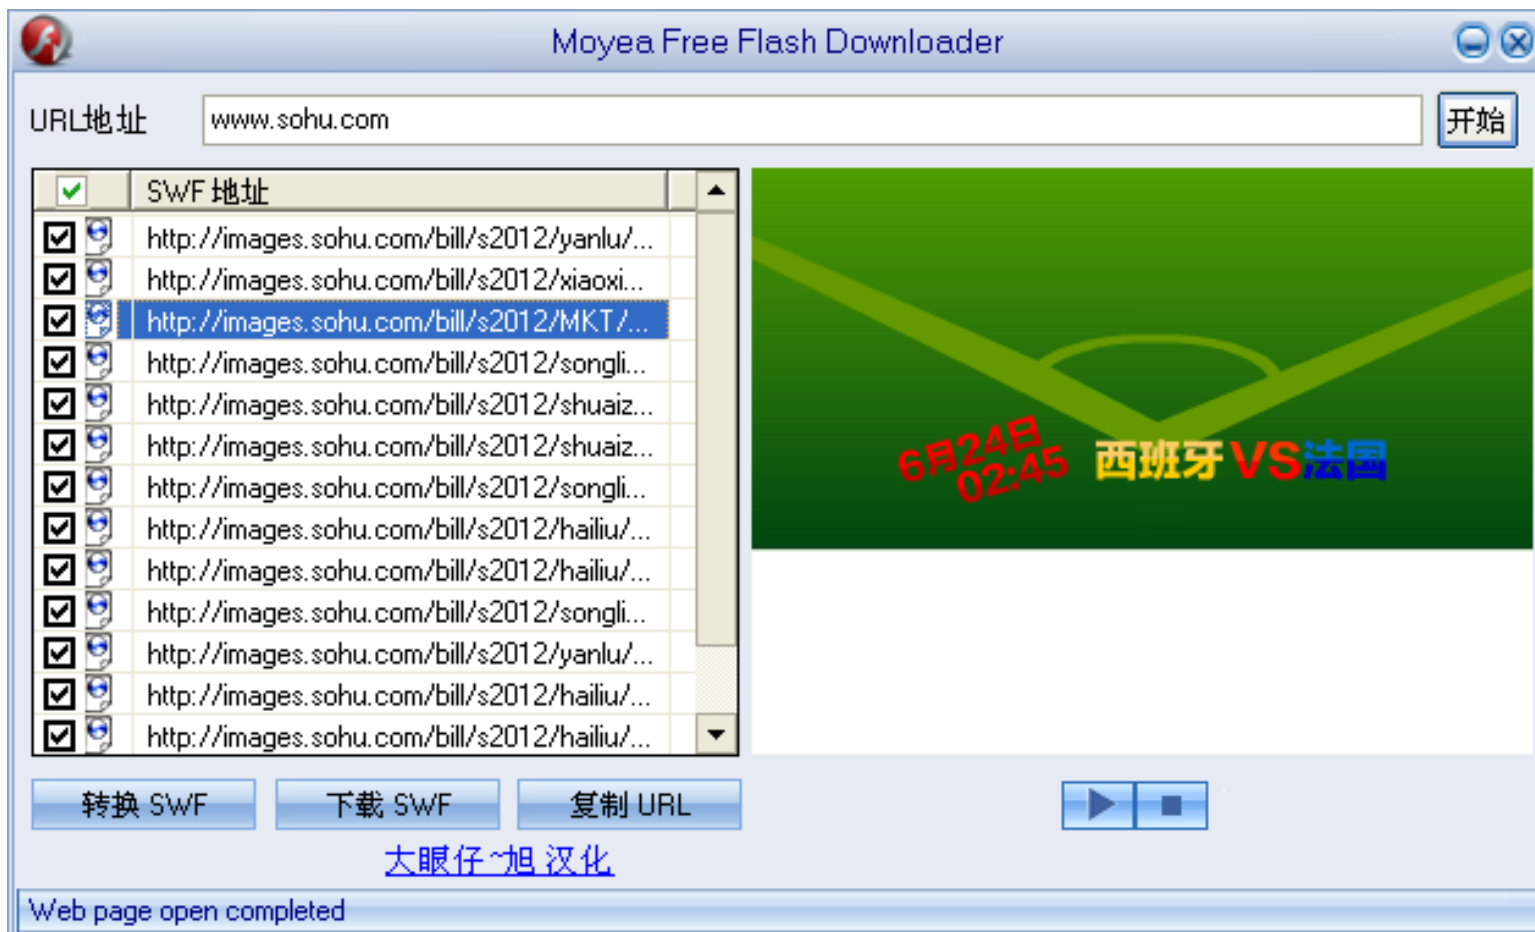 Moyea Free Flash Downloader
URL地址
www.sohu.com
开始
SWF 地址
http://images.sohu.com/bill/s2012/yanlu/...
http://images.sohu.com/bill/s2012/xiaoxi...
http://images.sohu.com/bill/s2012/MKT/...
http://images.sohu.com/bill/s2012/songli...
http://images.sohu.com/bill/s2012/shuaiz...
http://images.sohu.com/bill/s2012/shuaiz...
http://images.sohu.com/bill/s2012/songli...
http://images.sohu.com/bill/s2012/hailiu/...
http://images.sohu.com/bill/s2012/hailiu/...
http://images.sohu.com/bill/s2012/songli...
http://images.sohu.com/bill/s2012/yanlu/...
http://images.sohu.com/bill/s2012/hailiu/...
http://images.sohu.com/bill/s2012/hailiu/...
6月24日
02:45
西班牙VS法国
转换 SWF
下载 SWF
复制 URL
大眼仔~旭 汉化
Web page open completed